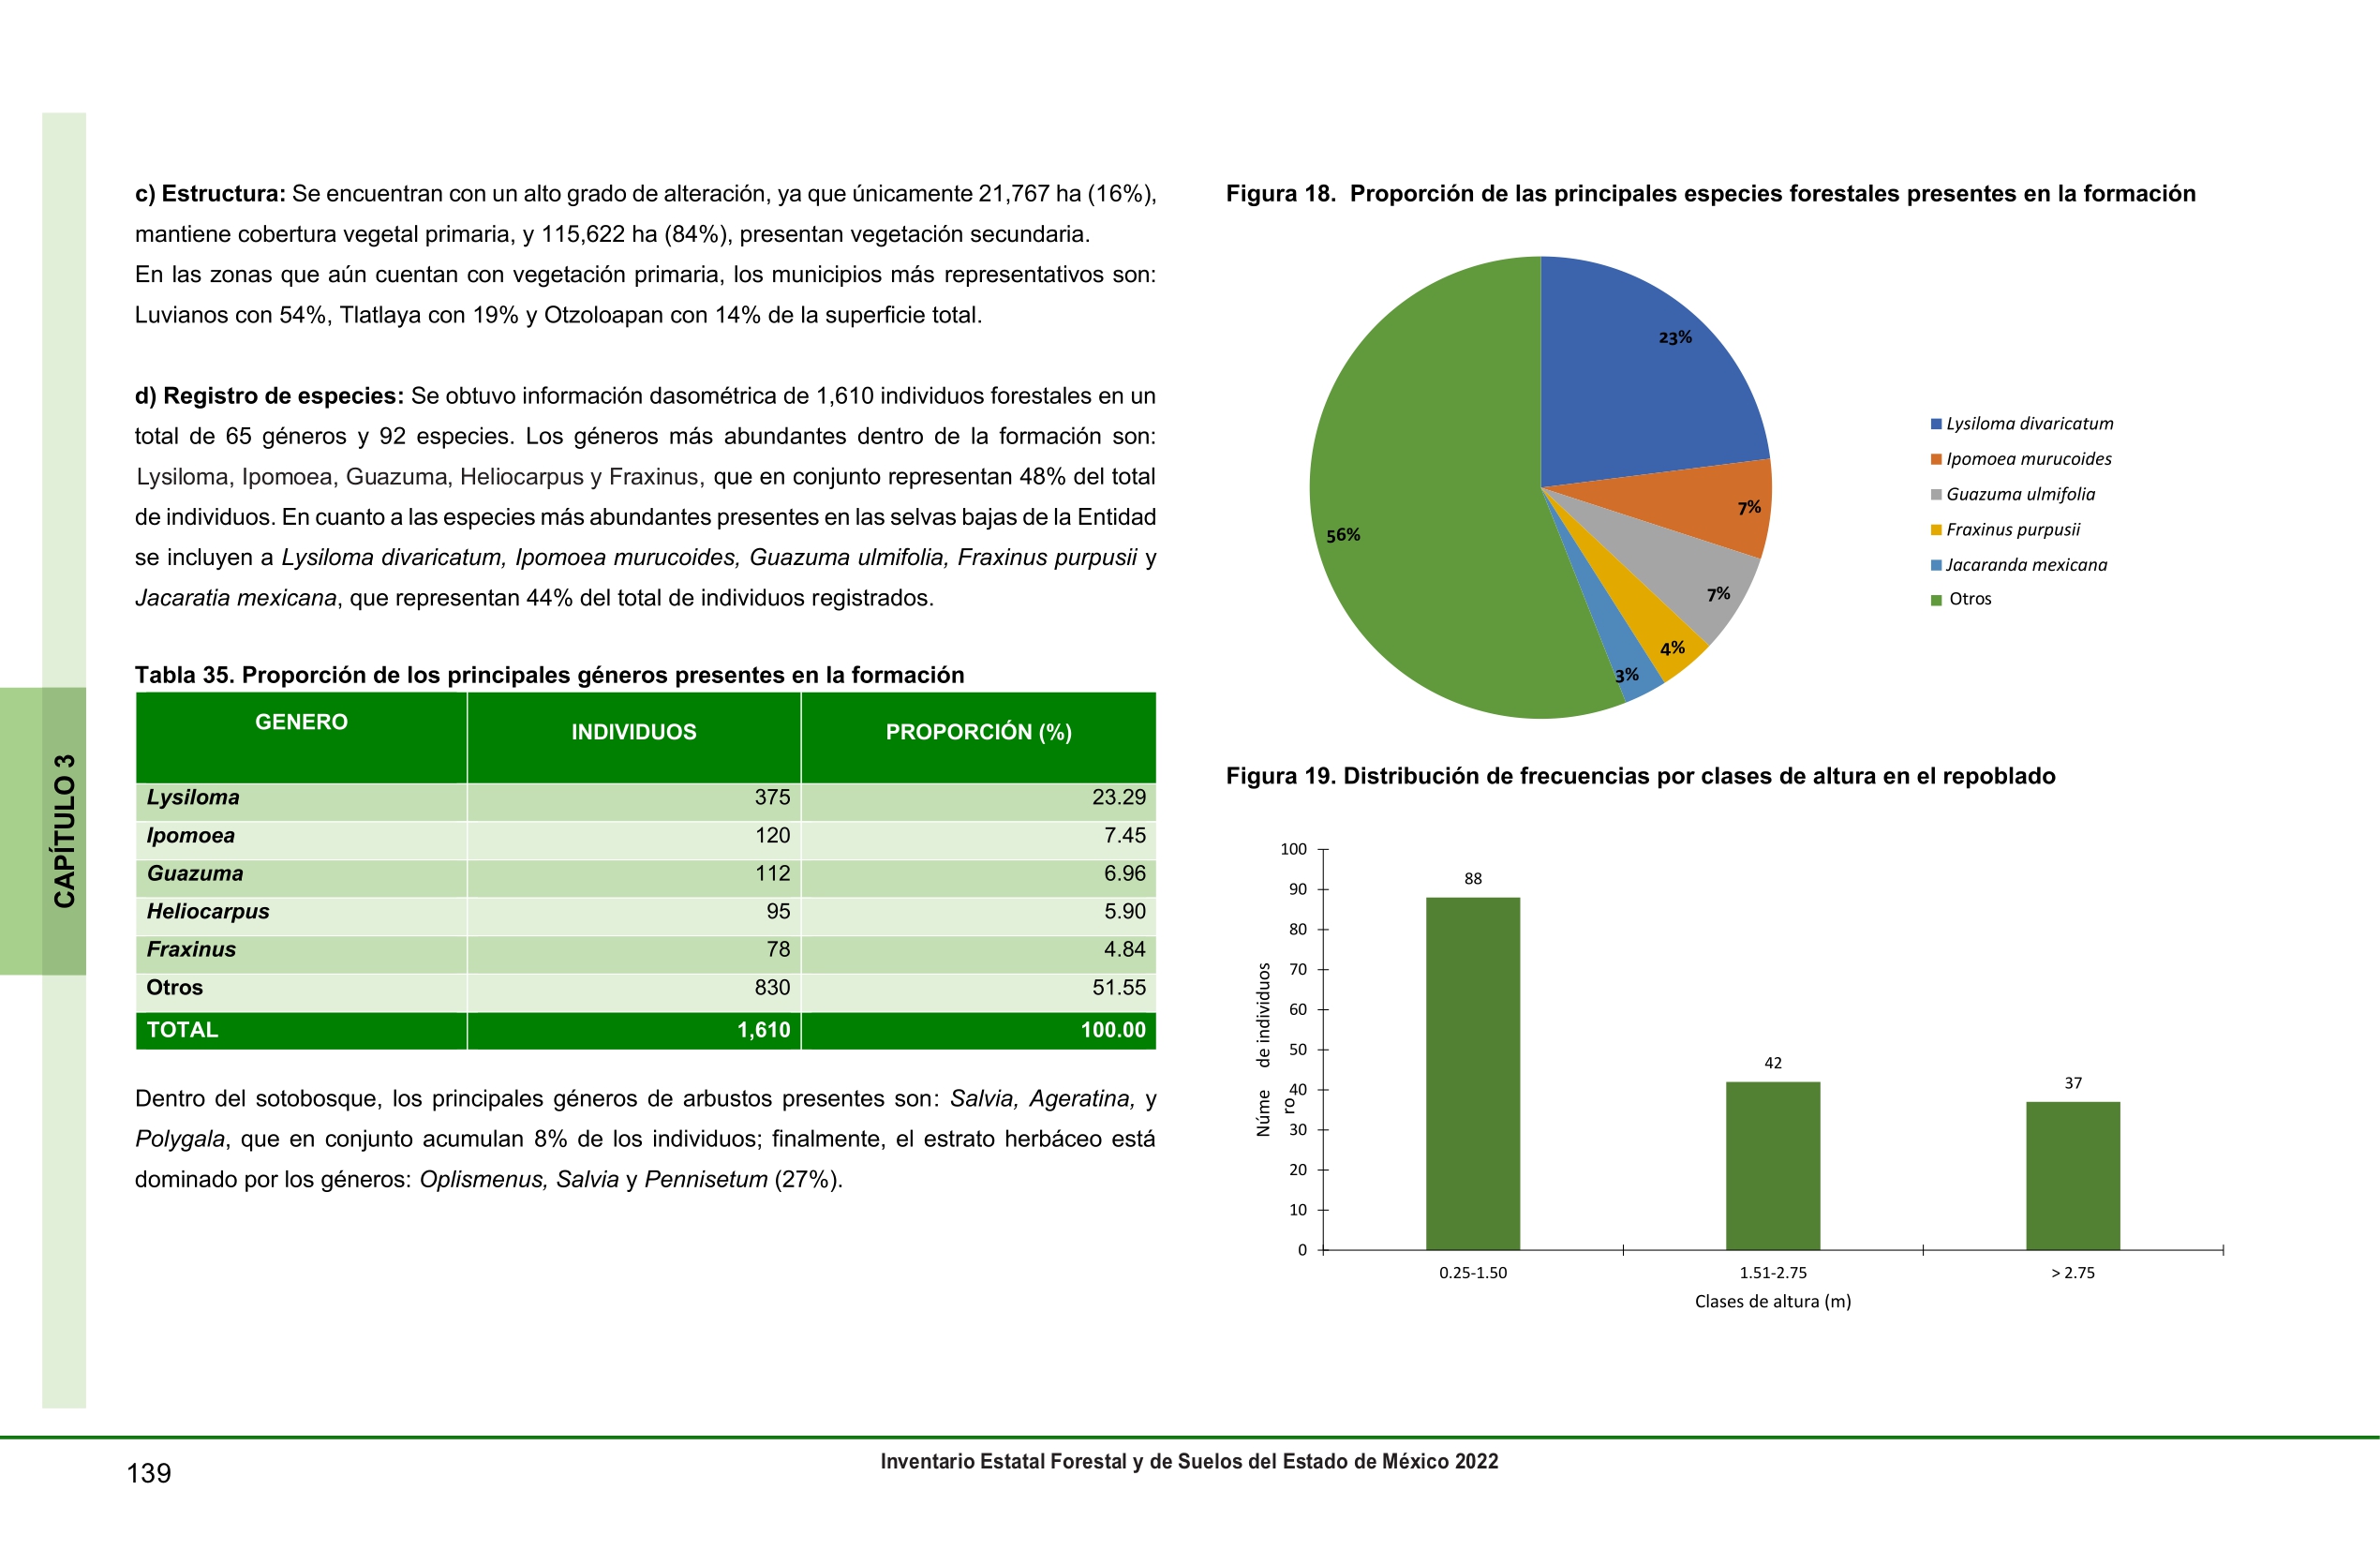 c) Estructura: Se encuentran con un alto grado de alteración, ya que únicamente 21,767 ha (16%),
mantiene cobertura vegetal primaria, y 115,622 ha (84%), presentan vegetación secundaria.
En las zonas que aún cuentan con vegetación primaria, los municipios más representativos son:
Luvianos con 54%, Tlatlaya con 19% y Otzoloapan con 14% de la superficie total.
d) Registro de especies: Se obtuvo información dasométrica de 1,610 individuos forestales en un
total de 65 géneros y 92 especies. Los géneros más abundantes dentro de la formación son:
Lysiloma, Ipomoea, Guazuma, Heliocarpus y Fraxinus, que en conjunto representan 48% del total
de individuos. En cuanto a las especies más abundantes presentes en las selvas bajas de la Entidad
se incluyen a Lysiloma divaricatum, Ipomoea murucoides, Guazuma ulmifolia, Fraxinus purpusii y
Jacaratia mexicana, que representan 44% del total de individuos registrados.
Tabla 35. Proporción de los principales géneros presentes en la formación
GENERO INDIVIDUOS PROPORCIÓN (%)
Lysiloma 375 23.29
Ipomoea 120 7.45
Guazuma 112 6.96
Heliocarpus 95 5.90
Fraxinus 78 4.84
Otros 830 51.55
TOTAL 1,610 100.00
Dentro del sotobosque, los principales géneros de arbustos presentes son: Salvia, Ageratina, y
Polygala, que en conjunto acumulan 8% de los individuos; finalmente, el estrato herbáceo está
dominado por los géneros: Oplismenus, Salvia y Pennisetum (27%).
CAPÍTULO 3
Figura 18. Proporción de las principales especies forestales presentes en la formación
23%
7%
7%
4%
3%
56%
Lysiloma divaricatum
Ipomoea murucoides
Guazuma ulmifolia
Fraxinus purpusii
Jacaranda mexicana
Otros
Figura 19. Distribución de frecuencias por clases de altura en el repoblado
100
90
80
70
60
50
40
30
20
10
0
Núme de individuos
ro
88
42
37
0.25-1.50
1.51-2.75
> 2.75
Clases de altura (m)
Inventario Estatal Forestal y de Suelos del Estado de México 2022
139